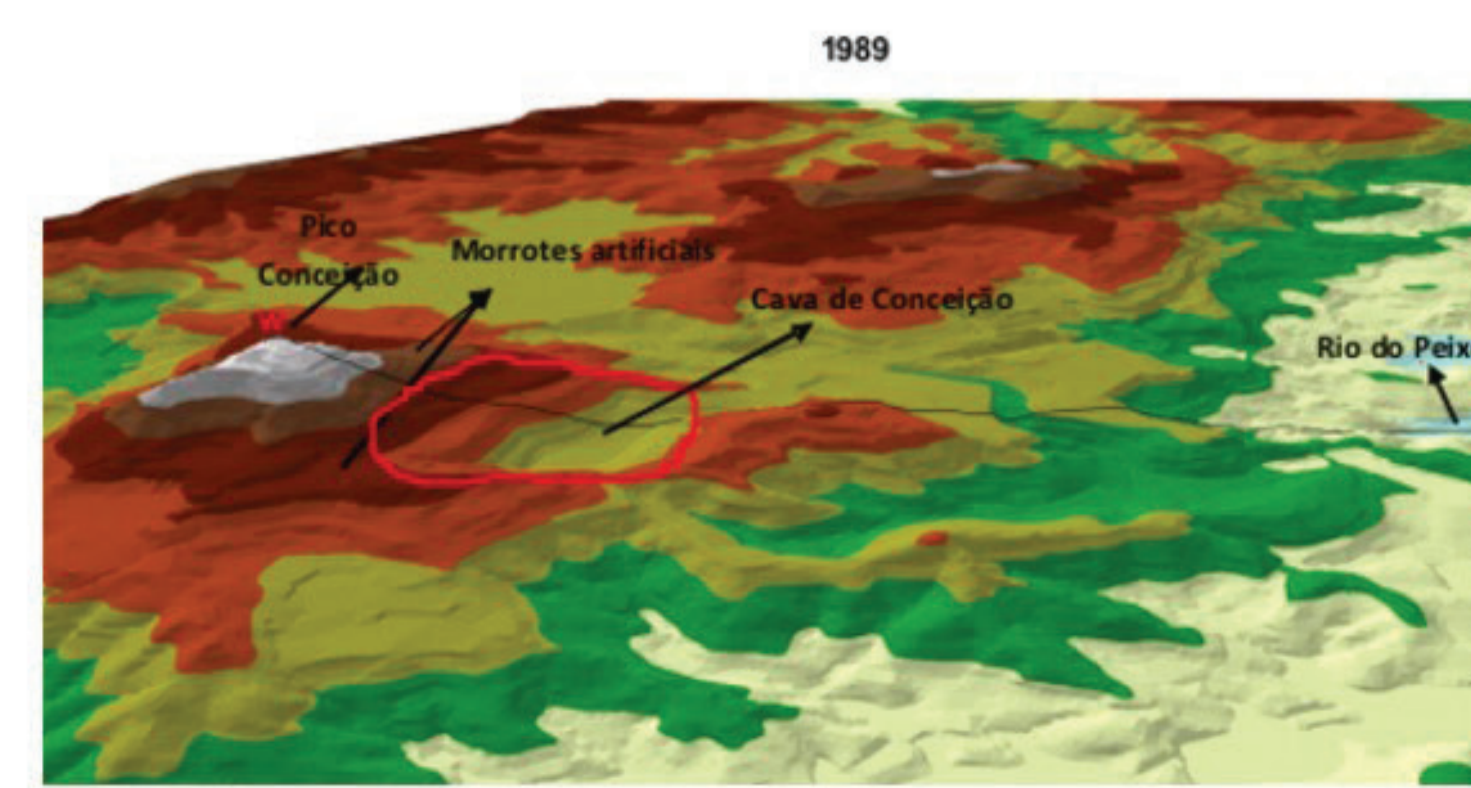 1989
Pico
Conceição
Morrotes artificiais
Cava de Conceição
Rio do Peix
W